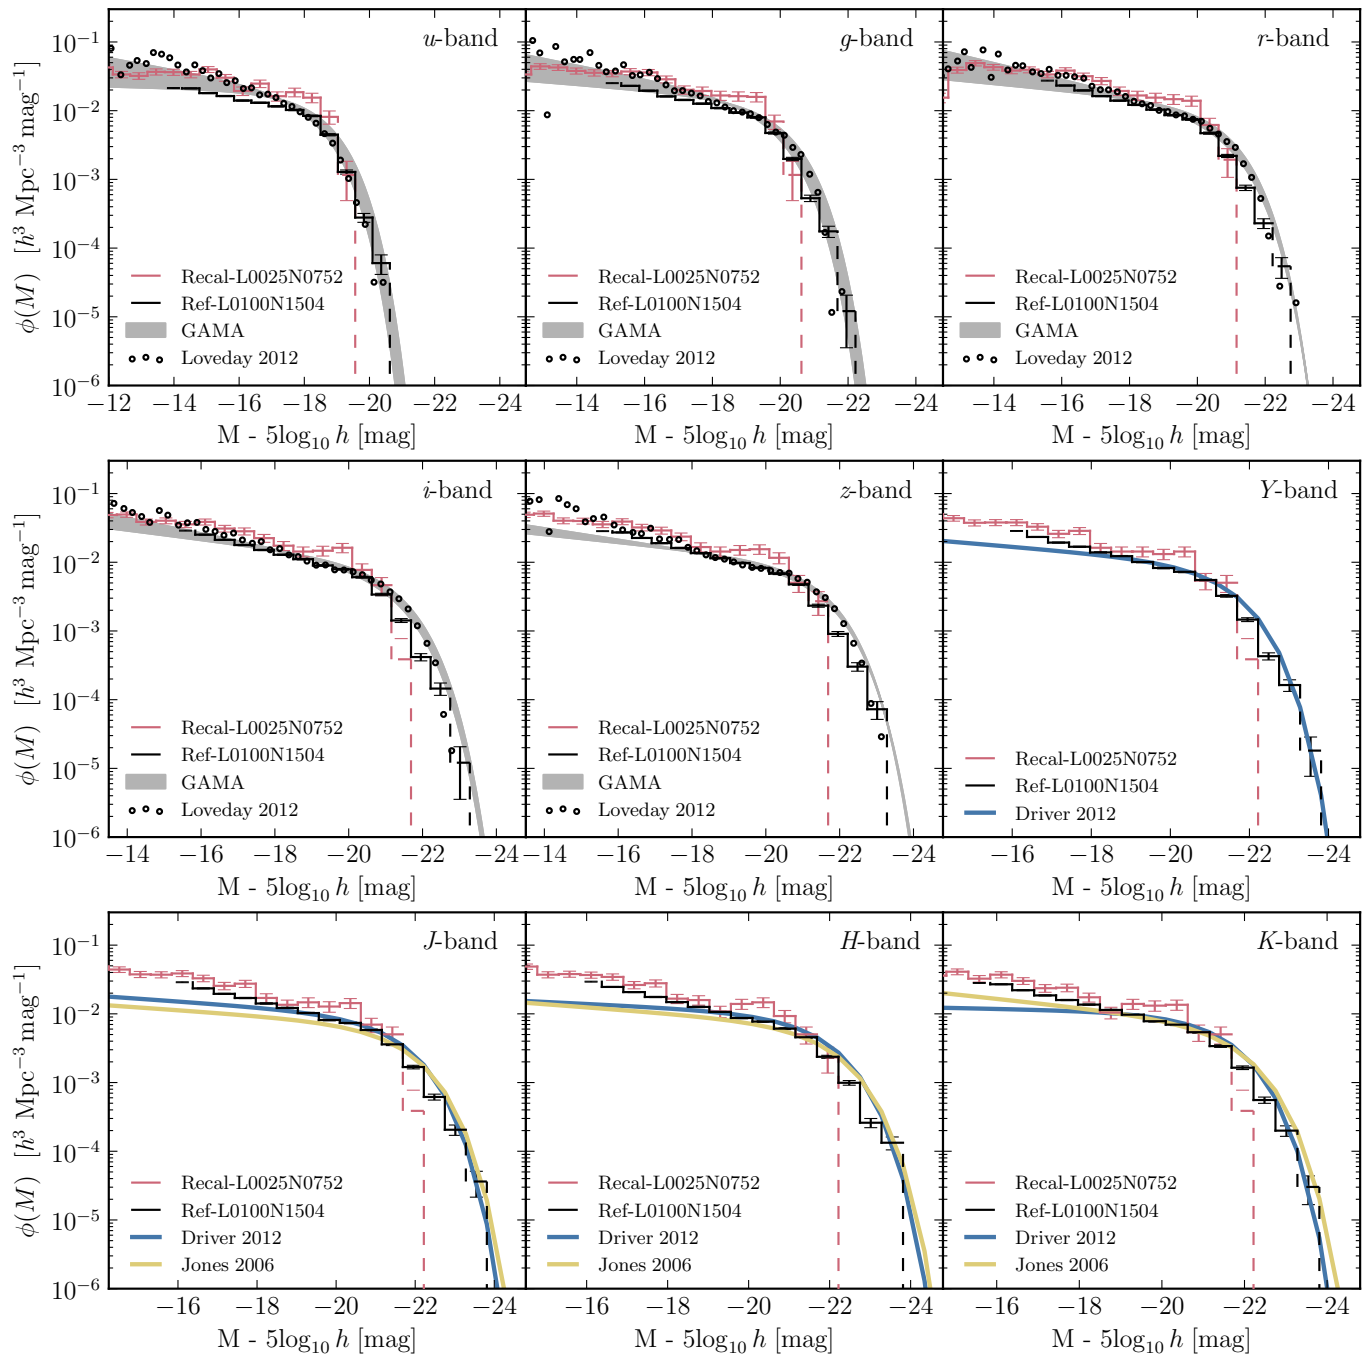 u-band
g-band
r-band
10⁻¹
10⁻²
10⁻³
10⁻⁴
10⁻⁵
10⁻⁶
ϕ(M) [h³ Mpc⁻³ mag⁻¹]
Recal-L0025N0752
Ref-L0100N1504
GAMA
Loveday 2012
Recal-L0025N0752
Ref-L0100N1504
GAMA
Loveday 2012
Recal-L0025N0752
Ref-L0100N1504
GAMA
Loveday 2012
−12 −14 −16 −18 −20 −22 −24
−14 −16 −18 −20 −22 −24
−14 −16 −18 −20 −22 −24
M - 5log₁₀ h [mag]
M - 5log₁₀ h [mag]
M - 5log₁₀ h [mag]
i-band
z-band
Y-band
10⁻¹
10⁻²
10⁻³
10⁻⁴
10⁻⁵
10⁻⁶
ϕ(M) [h³ Mpc⁻³ mag⁻¹]
Recal-L0025N0752
Ref-L0100N1504
GAMA
Loveday 2012
Recal-L0025N0752
Ref-L0100N1504
GAMA
Loveday 2012
Recal-L0025N0752
Ref-L0100N1504
Driver 2012
−14 −16 −18 −20 −22 −24
−14 −16 −18 −20 −22 −24
−16 −18 −20 −22 −24
M - 5log₁₀ h [mag]
M - 5log₁₀ h [mag]
M - 5log₁₀ h [mag]
J-band
H-band
K-band
10⁻¹
10⁻²
10⁻³
10⁻⁴
10⁻⁵
10⁻⁶
ϕ(M) [h³ Mpc⁻³ mag⁻¹]
Recal-L0025N0752
Ref-L0100N1504
Driver 2012
Jones 2006
Recal-L0025N0752
Ref-L0100N1504
Driver 2012
Jones 2006
Recal-L0025N0752
Ref-L0100N1504
Driver 2012
Jones 2006
−16 −18 −20 −22 −24
−16 −18 −20 −22 −24
−16 −18 −20 −22 −24
M - 5log₁₀ h [mag]
M - 5log₁₀ h [mag]
M - 5log₁₀ h [mag]